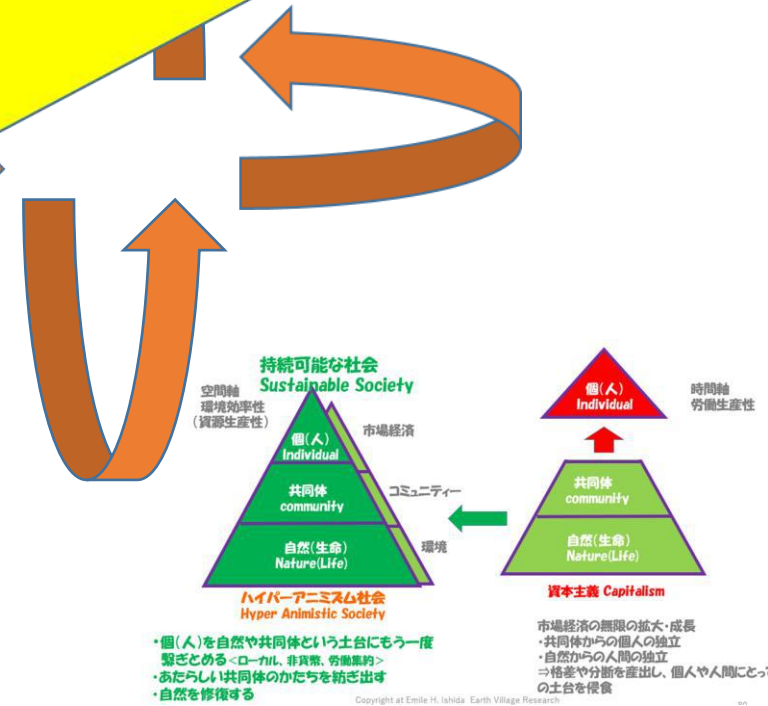 持続可能な社会
Sustainable Society
空間軸
環境効率性
（資源生産性）
個（人）
Individual
共同体
community
自然（生命）
Nature(Life)
市場経済
コミュニティー
環境
ハイパーアニミズム社会
Hyper Animistic Society
・個（人）を自然や共同体という土台にもう一度
繋ぎとめる<ローカル、非貨幣、労働集約>
・あたらしい共同体のかたちを紡ぎ出す
・自然を修復する
個（人）
Individual
時間軸
労働生産性
共同体
community
自然（生命）
Nature(Life)
資本主義 Capitalism
市場経済の無限の拡大・成長
・共同体からの個人の独立
・自然からの人間の独立
⇒格差や分断を産出し、個人や人間にとって
の土台を侵食
Copyright at Emile H. Ishida Earth Village Research